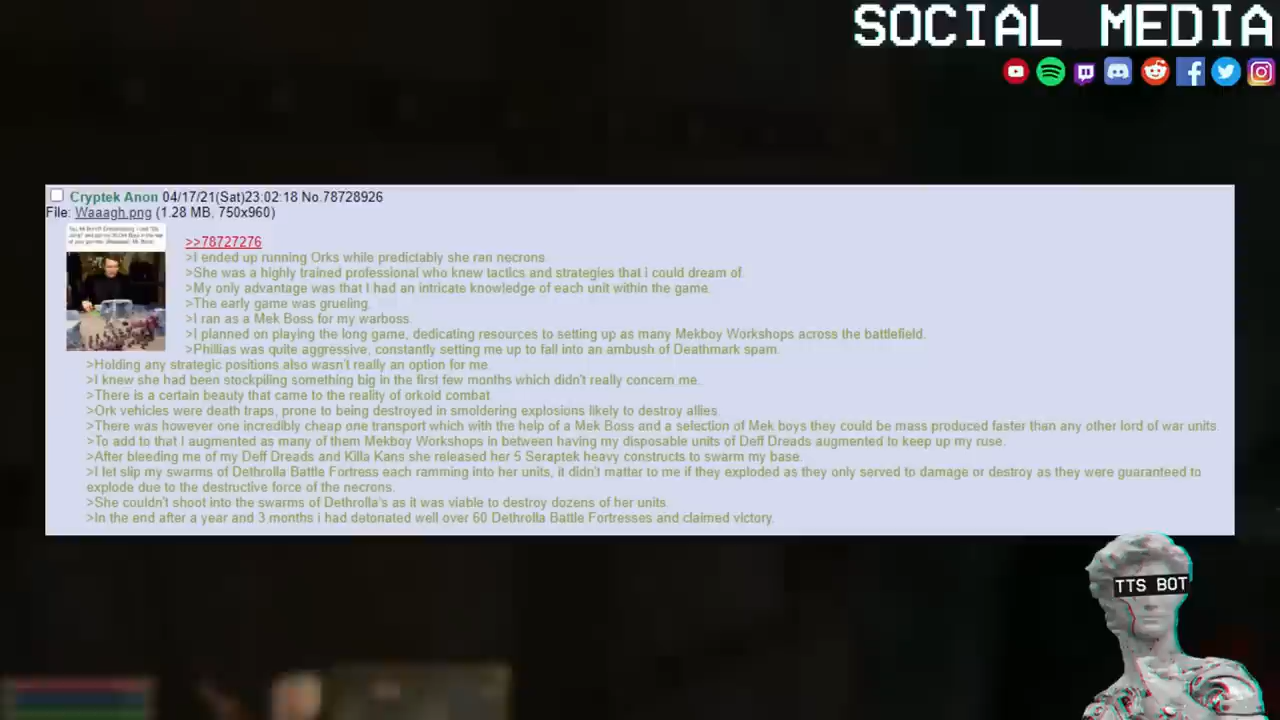 SOCIAL MEDIA
Cryptek Anon 04/17/21(Sat)23:02:18 No.78728926
File: Waaagh.png (1.28 MB, 750x960)
>>78727276
>I ended up running Orks while predictably she ran necrons.
>She was a highly trained professional who knew tactics and strategies that i could dream of.
>My only advantage was that I had an intricate knowledge of each unit within the game.
>The early game was grueling.
>I ran as a Mek Boss for my warboss.
>I planned on playing the long game, dedicating resources to setting up as many Mekboy Workshops across the battlefield.
>Phillias was quite aggressive, constantly setting me up to fall into an ambush of Deathmark spam.
>Holding any strategic positions also wasn't really an option for me.
>I knew she had been stockpiling something big in the first few months which didn't really concern me.
>There is a certain beauty that came to the reality of orkoid combat
>Ork vehicles were death traps, prone to being destroyed in smoldering explosions likely to destroy allies.
>There was however one incredibly cheap one transport which with the help of a Mek Boss and a selection of Mek boys they could be mass produced faster than any other lord of war units.
>To add to that I augmented as many of them Mekboy Workshops in between having my disposable units of Deff Dreads augmented to keep up my ruse.
>After bleeding me of my Deff Dreads and Killa Kans she released her 5 Seraptek heavy constructs to swarm my base.
>I let slip my swarms of Dethrolla Battle Fortress each ramming into her units, it didn't matter to me if they exploded as they only served to damage or destroy as they were guaranteed to
explode due to the destructive force of the necrons.
>She couldn't shoot into the swarms of Dethrolla's as it was viable to destroy dozens of her units.
>In the end after a year and 3 months i had detonated well over 60 Dethrolla Battle Fortresses and claimed victory.
TTS BOT